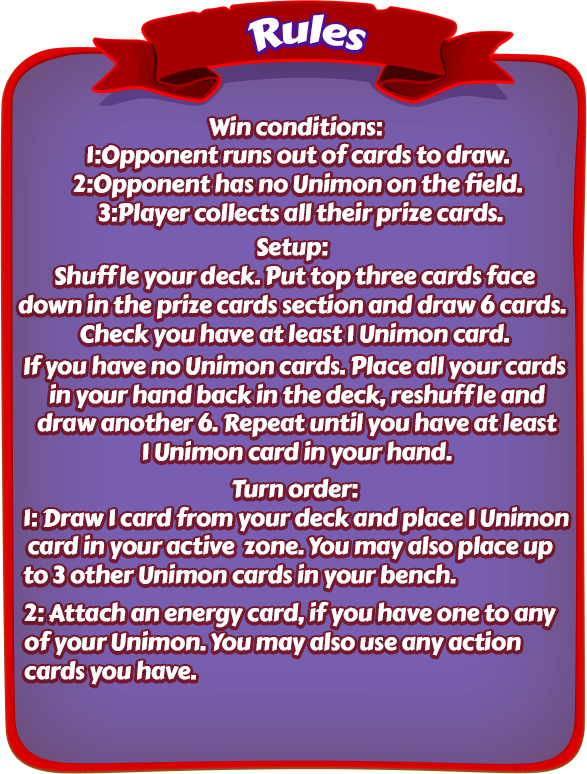 Rules
Win conditions:
1:Opponent runs out of cards to draw.
2:Opponent has no Unimon on the field.
3:Player collects all their prize cards.
Setup:
Shuffle your deck. Put top three cards face
down in the prize cards section and draw 6 cards.
Check you have at least 1 Unimon card.
If you have no Unimon cards. Place all your cards
in your hand back in the deck, reshuffle and
draw another 6. Repeat until you have at least
1 Unimon card in your hand.
Turn order:
1: Draw 1 card from your deck and place 1 Unimon
card in your active zone. You may also place up
to 3 other Unimon cards in your bench.
2: Attach an energy card, if you have one to any
of your Unimon. You may also use any action
cards you have.